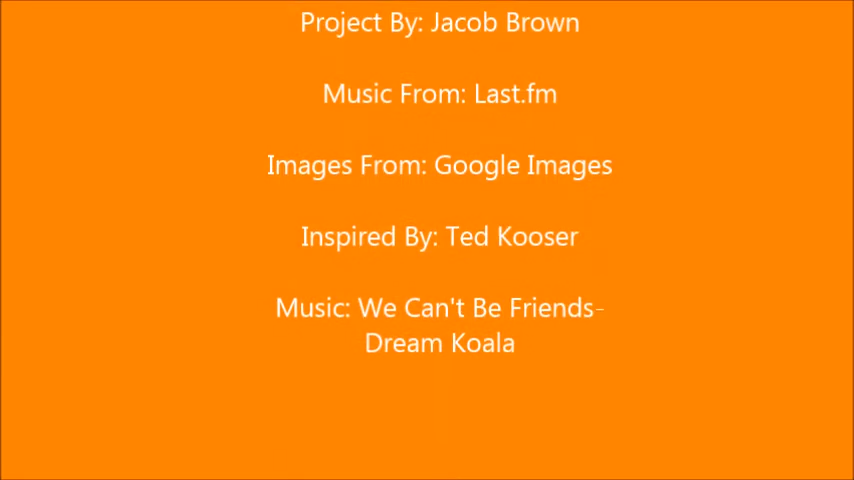 Project By: Jacob Brown
Music From: Last.fm
Images From: Google Images
Inspired By: Ted Kooser
Music: We Can't Be Friends-
Dream Koala